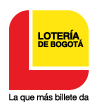 LOTERÍA
DE BOGOTÁ
La que más billete da